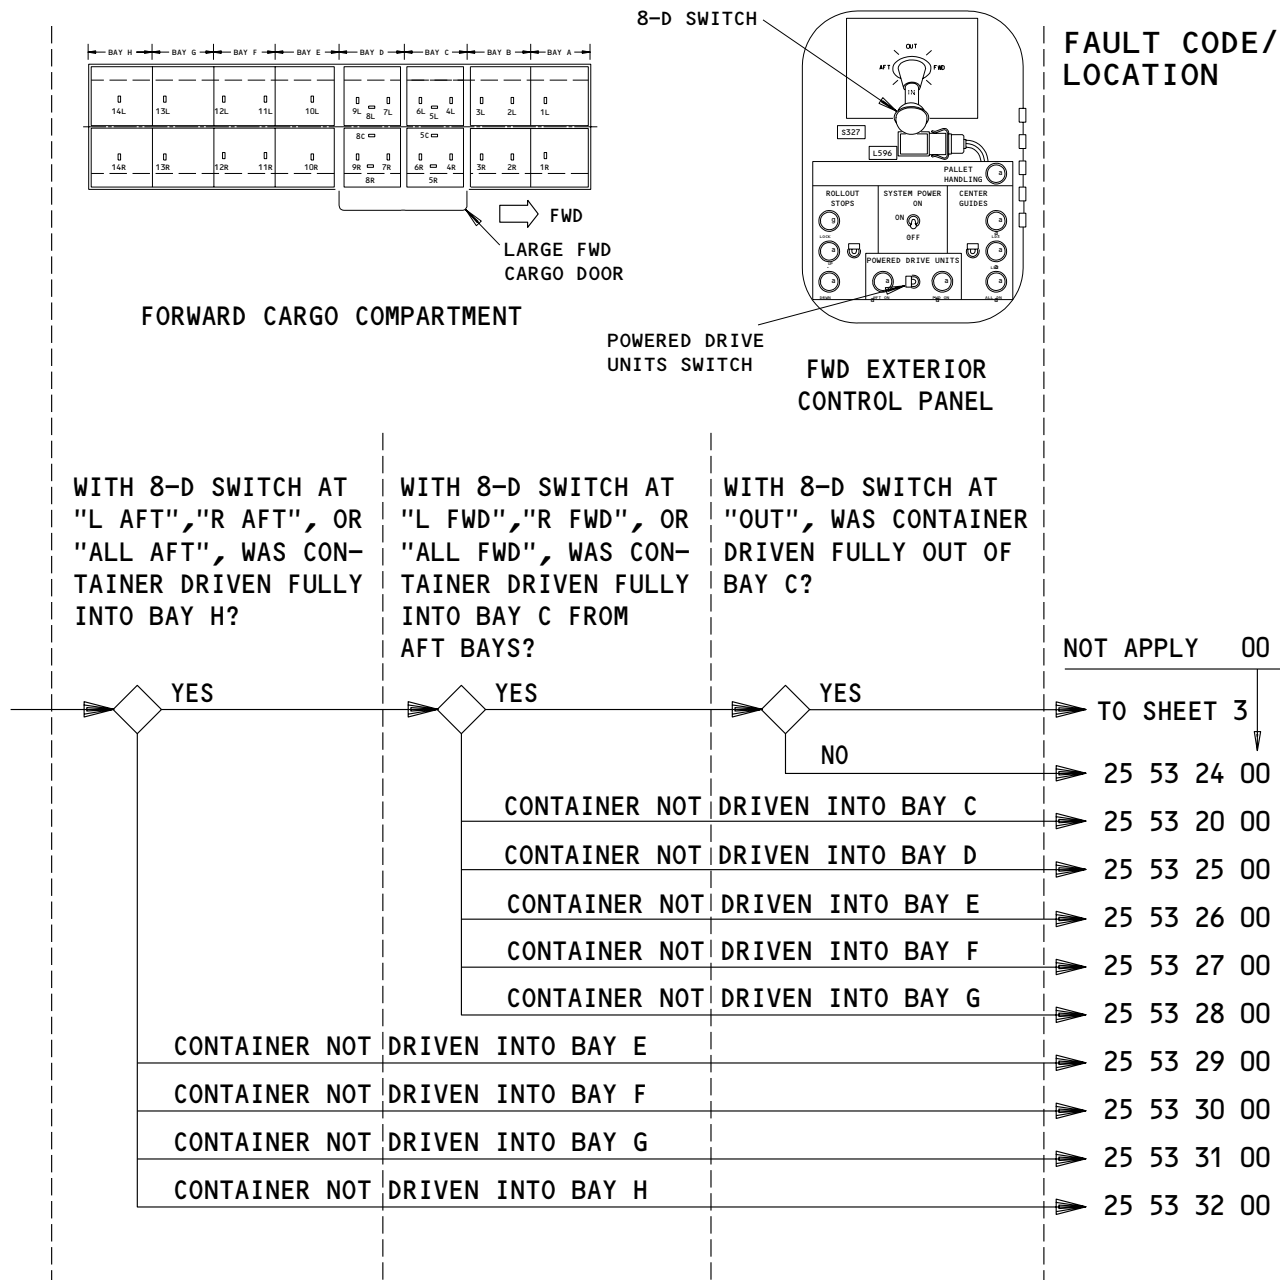 8-D SWITCH
FAULT CODE/
LOCATION
BAY H
BAY G
BAY F
BAY E
BAY D
BAY C
BAY B
BAY A
14L
13L
12L
11L
10L
9L
8L
7L
6L
5L
4L
3L
2L
1L
8C
5C
14R
13R
12R
11R
10R
9R
8R
7R
6R
5R
4R
3R
2R
1R
FWD
LARGE FWD
CARGO DOOR
FORWARD CARGO COMPARTMENT
OUT
AFT
FWD
IN
S327
L596
PALLET
HANDLING
a
ROLLOUT
STOPS
SYSTEM POWER
ON
CENTER
GUIDES
g
ON
OFF
a
LOCK
a
a
UP
POWERED DRIVE UNITS
a
a
a
a
DOWN
AFT ON
FWD ON
ALL DN
POWERED DRIVE
UNITS SWITCH
FWD EXTERIOR
CONTROL PANEL
WITH 8-D SWITCH AT
"L AFT","R AFT", OR
"ALL AFT", WAS CON-
TAINER DRIVEN FULLY
INTO BAY H?
WITH 8-D SWITCH AT
"L FWD","R FWD", OR
"ALL FWD", WAS CON-
TAINER DRIVEN FULLY
INTO BAY C FROM
AFT BAYS?
WITH 8-D SWITCH AT
"OUT", WAS CONTAINER
DRIVEN FULLY OUT OF
BAY C?
NOT APPLY 00
YES
YES
YES
TO SHEET 3
NO
25 53 24 00
CONTAINER NOT DRIVEN INTO BAY C
25 53 20 00
CONTAINER NOT DRIVEN INTO BAY D
25 53 25 00
CONTAINER NOT DRIVEN INTO BAY E
25 53 26 00
CONTAINER NOT DRIVEN INTO BAY F
25 53 27 00
CONTAINER NOT DRIVEN INTO BAY G
25 53 28 00
CONTAINER NOT DRIVEN INTO BAY E
25 53 29 00
CONTAINER NOT DRIVEN INTO BAY F
25 53 30 00
CONTAINER NOT DRIVEN INTO BAY G
25 53 31 00
CONTAINER NOT DRIVEN INTO BAY H
25 53 32 00